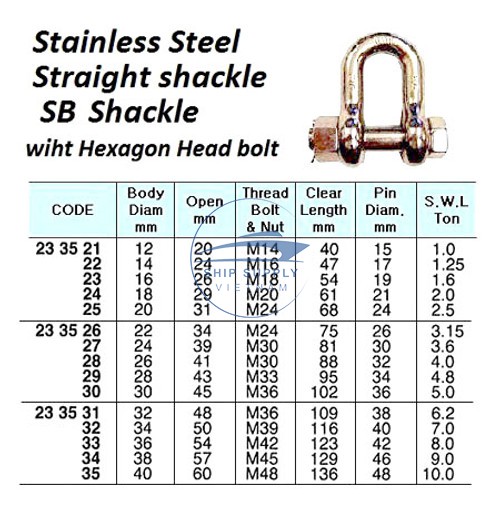 Stainless Steel
Straight shackle
SB Shackle
wiht Hexagon Head bolt
CODE Body Diam mm Open mm Thread Bolt & Nut Clear Length mm Pin Diam. mm S.W.L Ton
23 35 21 12 20 M14 40 15 1.0
22 14 24 M16 47 17 1.25
23 16 26 M18 54 19 1.6
24 18 29 M20 61 21 2.0
25 20 31 M24 68 24 2.5
23 35 26 22 34 M24 75 26 3.15
27 24 39 M30 81 30 3.6
28 26 41 M30 88 32 4.0
29 28 43 M33 95 34 4.8
30 30 45 M36 102 36 5.0
23 35 31 32 48 M36 109 38 6.2
32 34 50 M39 116 40 7.0
33 36 54 M42 123 42 8.0
34 38 57 M45 129 46 9.0
35 40 60 M48 136 48 10.0
SHIP SUPPLY
VIETNAM